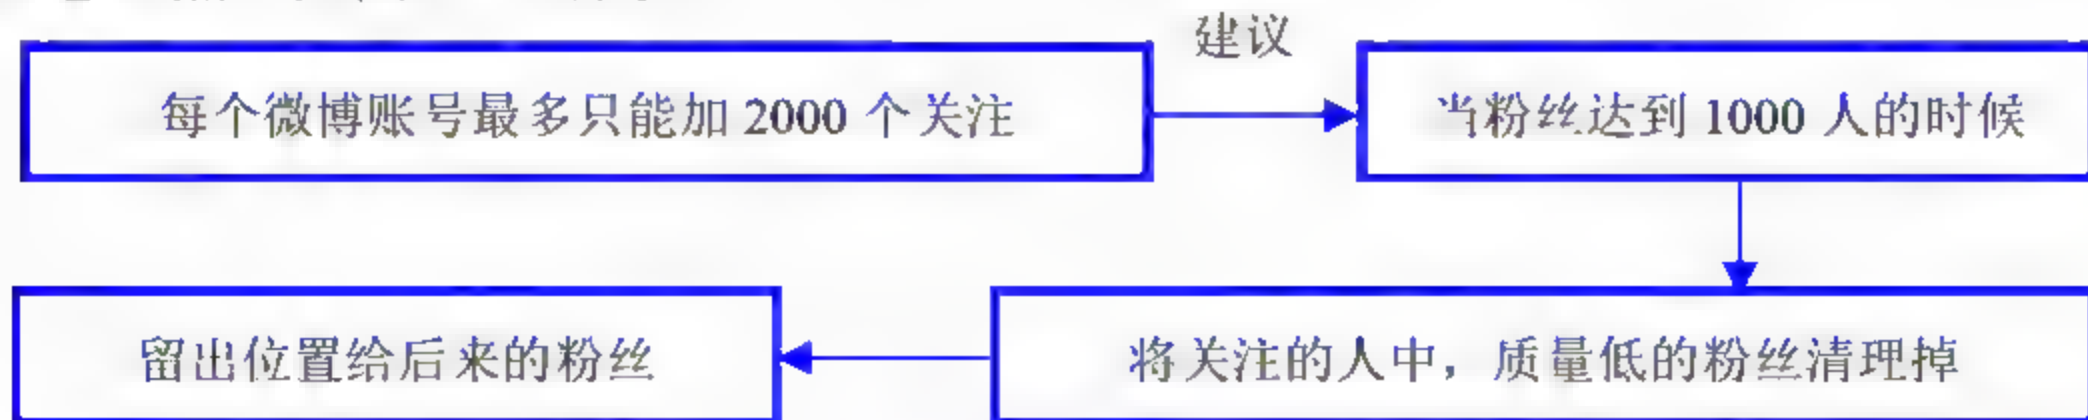 建议
每个微博账号最多只能加 2000 个关注
当粉丝达到 1000 人的时候
将关注的人中，质量低的粉丝清理掉
留出位置给后来的粉丝